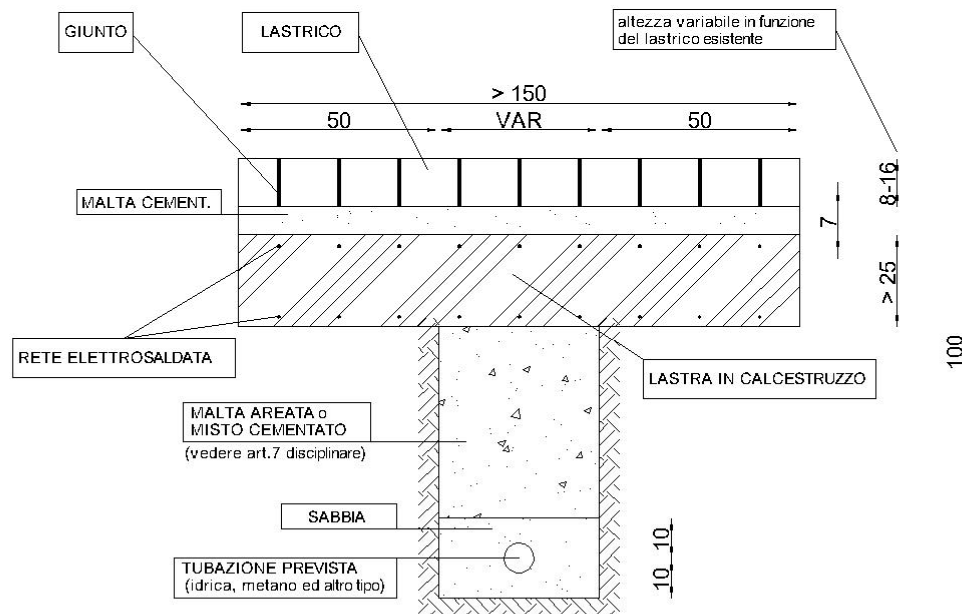 GIUNTO
LASTRICO
altezza variabile in funzione
del lastrico esistente
> 150
50
VAR
50
8-16
MALTA CEMENT.
7
> 25
RETE ELETTROSALDATA
100
LASTRA IN CALCESTRUZZO
MALTA AREATA o
MISTO CEMENTATO
(vedere art.7 disciplinare)
SABBIA
10
TUBAZIONE PREVISTA
(idrica, metano ed altro tipo)
10